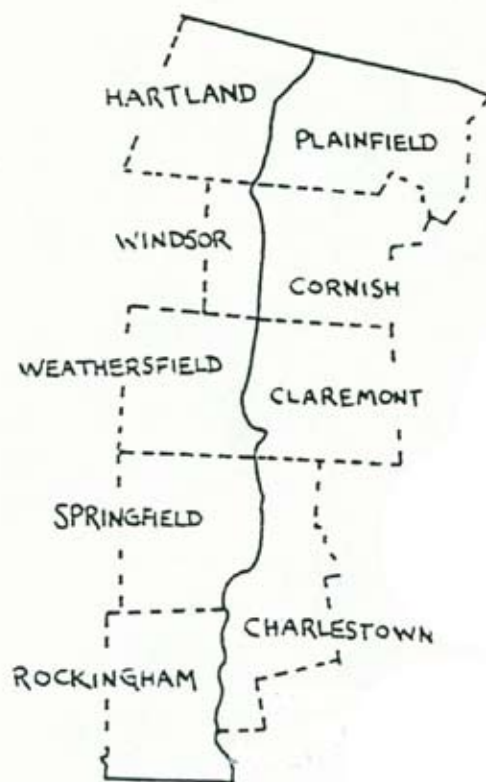 HARTLAND
PLAINFIELD
WINDSOR
CORNISH
WEATHERSFIELD
CLAREMONT
SPRINGFIELD
CHARLESTOWN
ROCKINGHAM